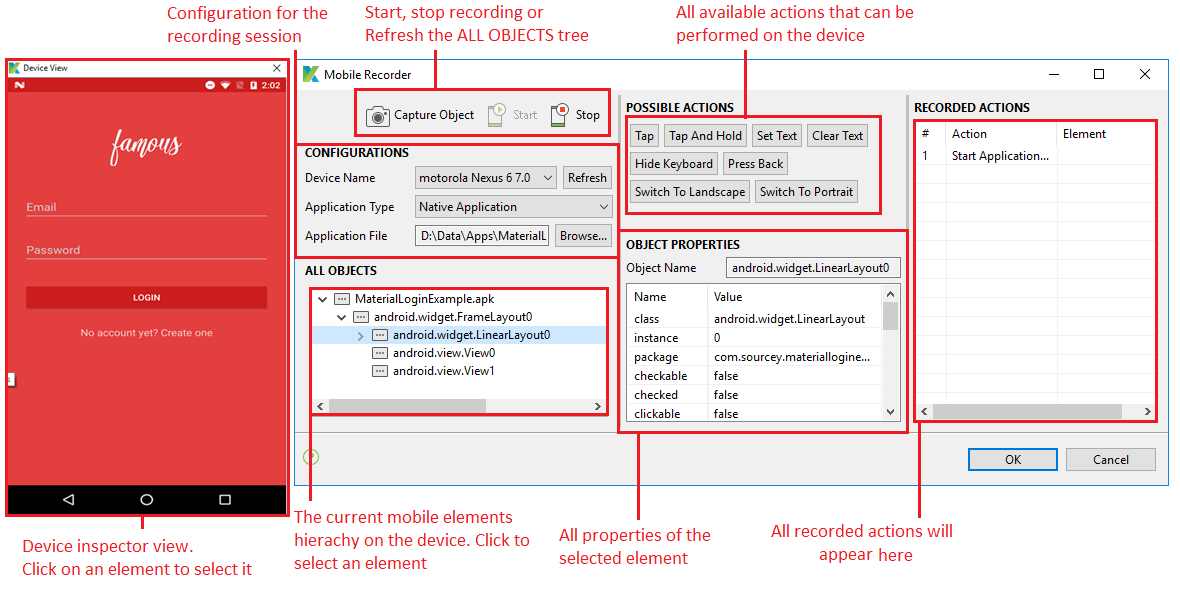 Configuration for the
recording session
Start, stop recording or
Refresh the ALL OBJECTS tree
All available actions that can be
performed on the device
Device View
2:02
famous
Email
Password
LOGIN
No account yet? Create one
Device inspector view.
Click on an element to select it
Mobile Recorder
Capture Object
Start
Stop
CONFIGURATIONS
Device Name
motorola Nexus 6 7.0
Refresh
Application Type
Native Application
Application File
D:\Data\Apps\MaterialL
Browse...
ALL OBJECTS
MaterialLoginExample.apk
android.widget.FrameLayout0
android.widget.LinearLayout0
android.view.View0
android.view.View1
The current mobile elements
hierachy on the device. Click to
select an element
POSSIBLE ACTIONS
Tap
Tap And Hold
Set Text
Clear Text
Hide Keyboard
Press Back
Switch To Landscape
Switch To Portrait
OBJECT PROPERTIES
Object Name
android.widget.LinearLayout0
Name Value
class android.widget.LinearLayout
instance 0
package com.sourcey.materiallogine...
checkable false
checked false
clickable false
All properties of the
selected element
RECORDED ACTIONS
# Action Element
1 Start Application...
OK
Cancel
All recorded actions will
appear here